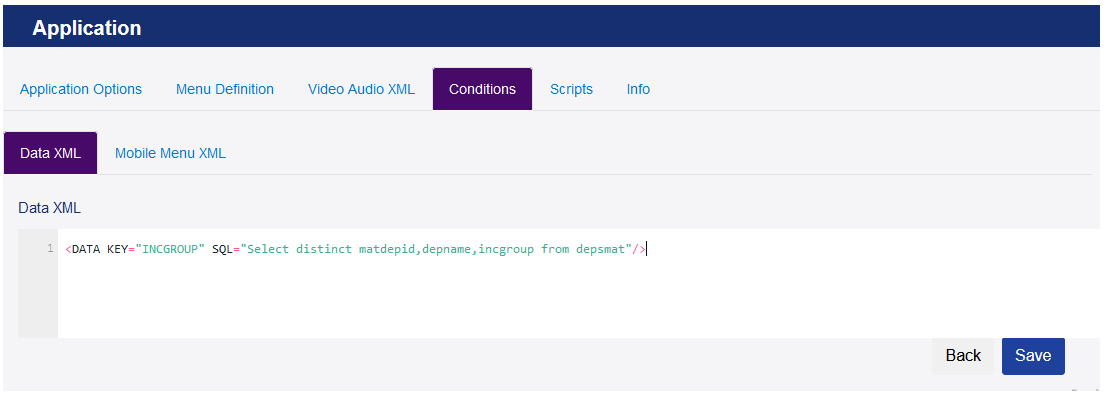 Application
Application Options Menu Definition Video Audio XML Conditions Scripts Info
Data XML Mobile Menu XML
Data XML
1 <DATA KEY="INCGROUP" SQL="Select distinct matdepid,depname,incgroup from depsmat"/>
Back Save